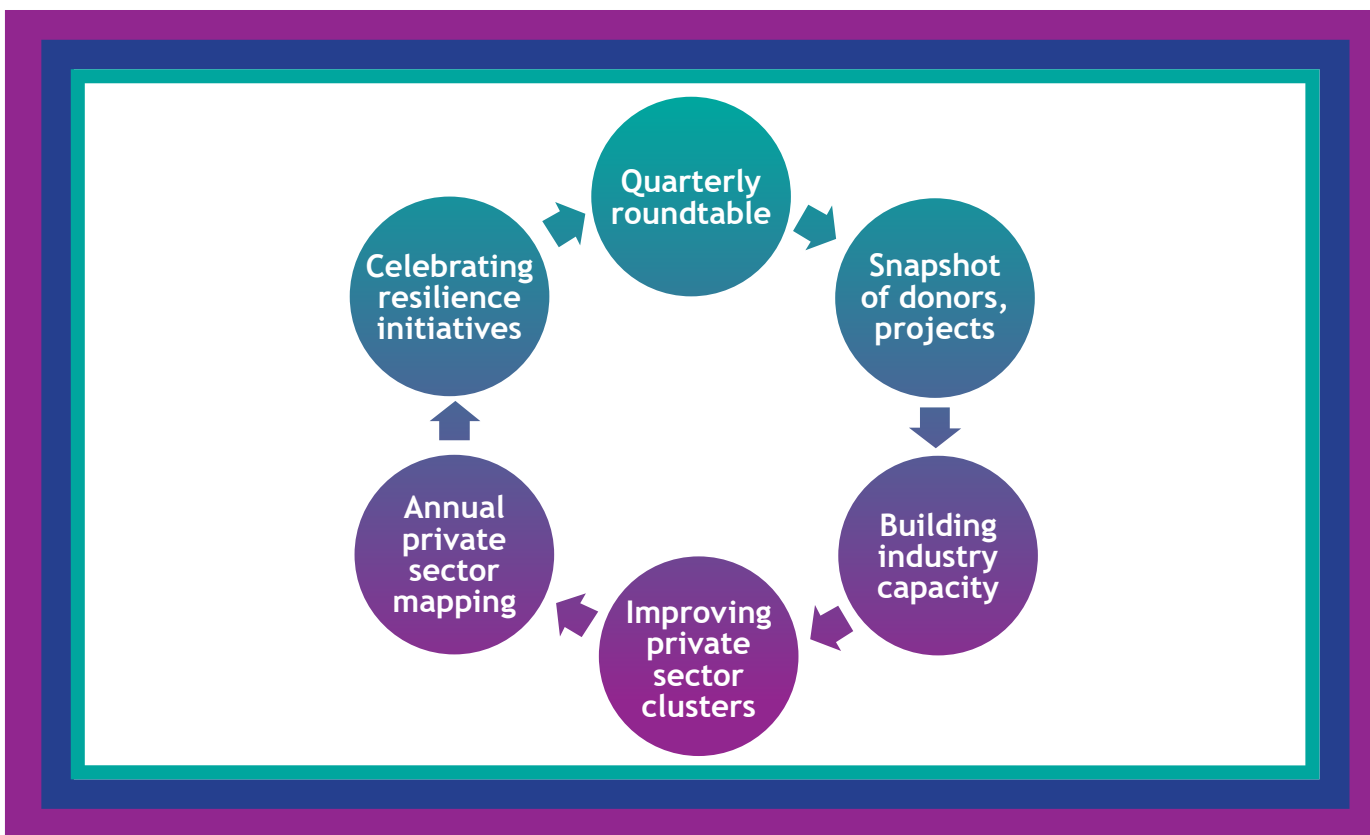 Quarterly
roundtable
Snapshot
of donors,
projects
Building
industry
capacity
Improving
private
sector
clusters
Annual
private
sector
mapping
Celebrating
resilience
initiatives